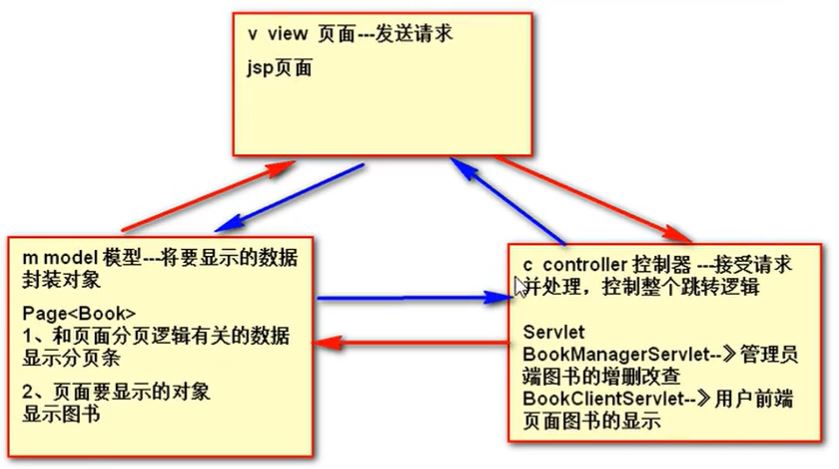 v view 页面---发送请求
jsp页面
m model 模型---将要显示的数据
封装对象
Page<Book>
1、和页面分页逻辑有关的数据
显示分页条
2、页面要显示的对象
显示图书
c controller 控制器 ---接受请求
并处理，控制整个跳转逻辑
Servlet
BookManagerServlet--》管理员
端图书的增删改查
BookClientServlet--》用户前端
页面图书的显示